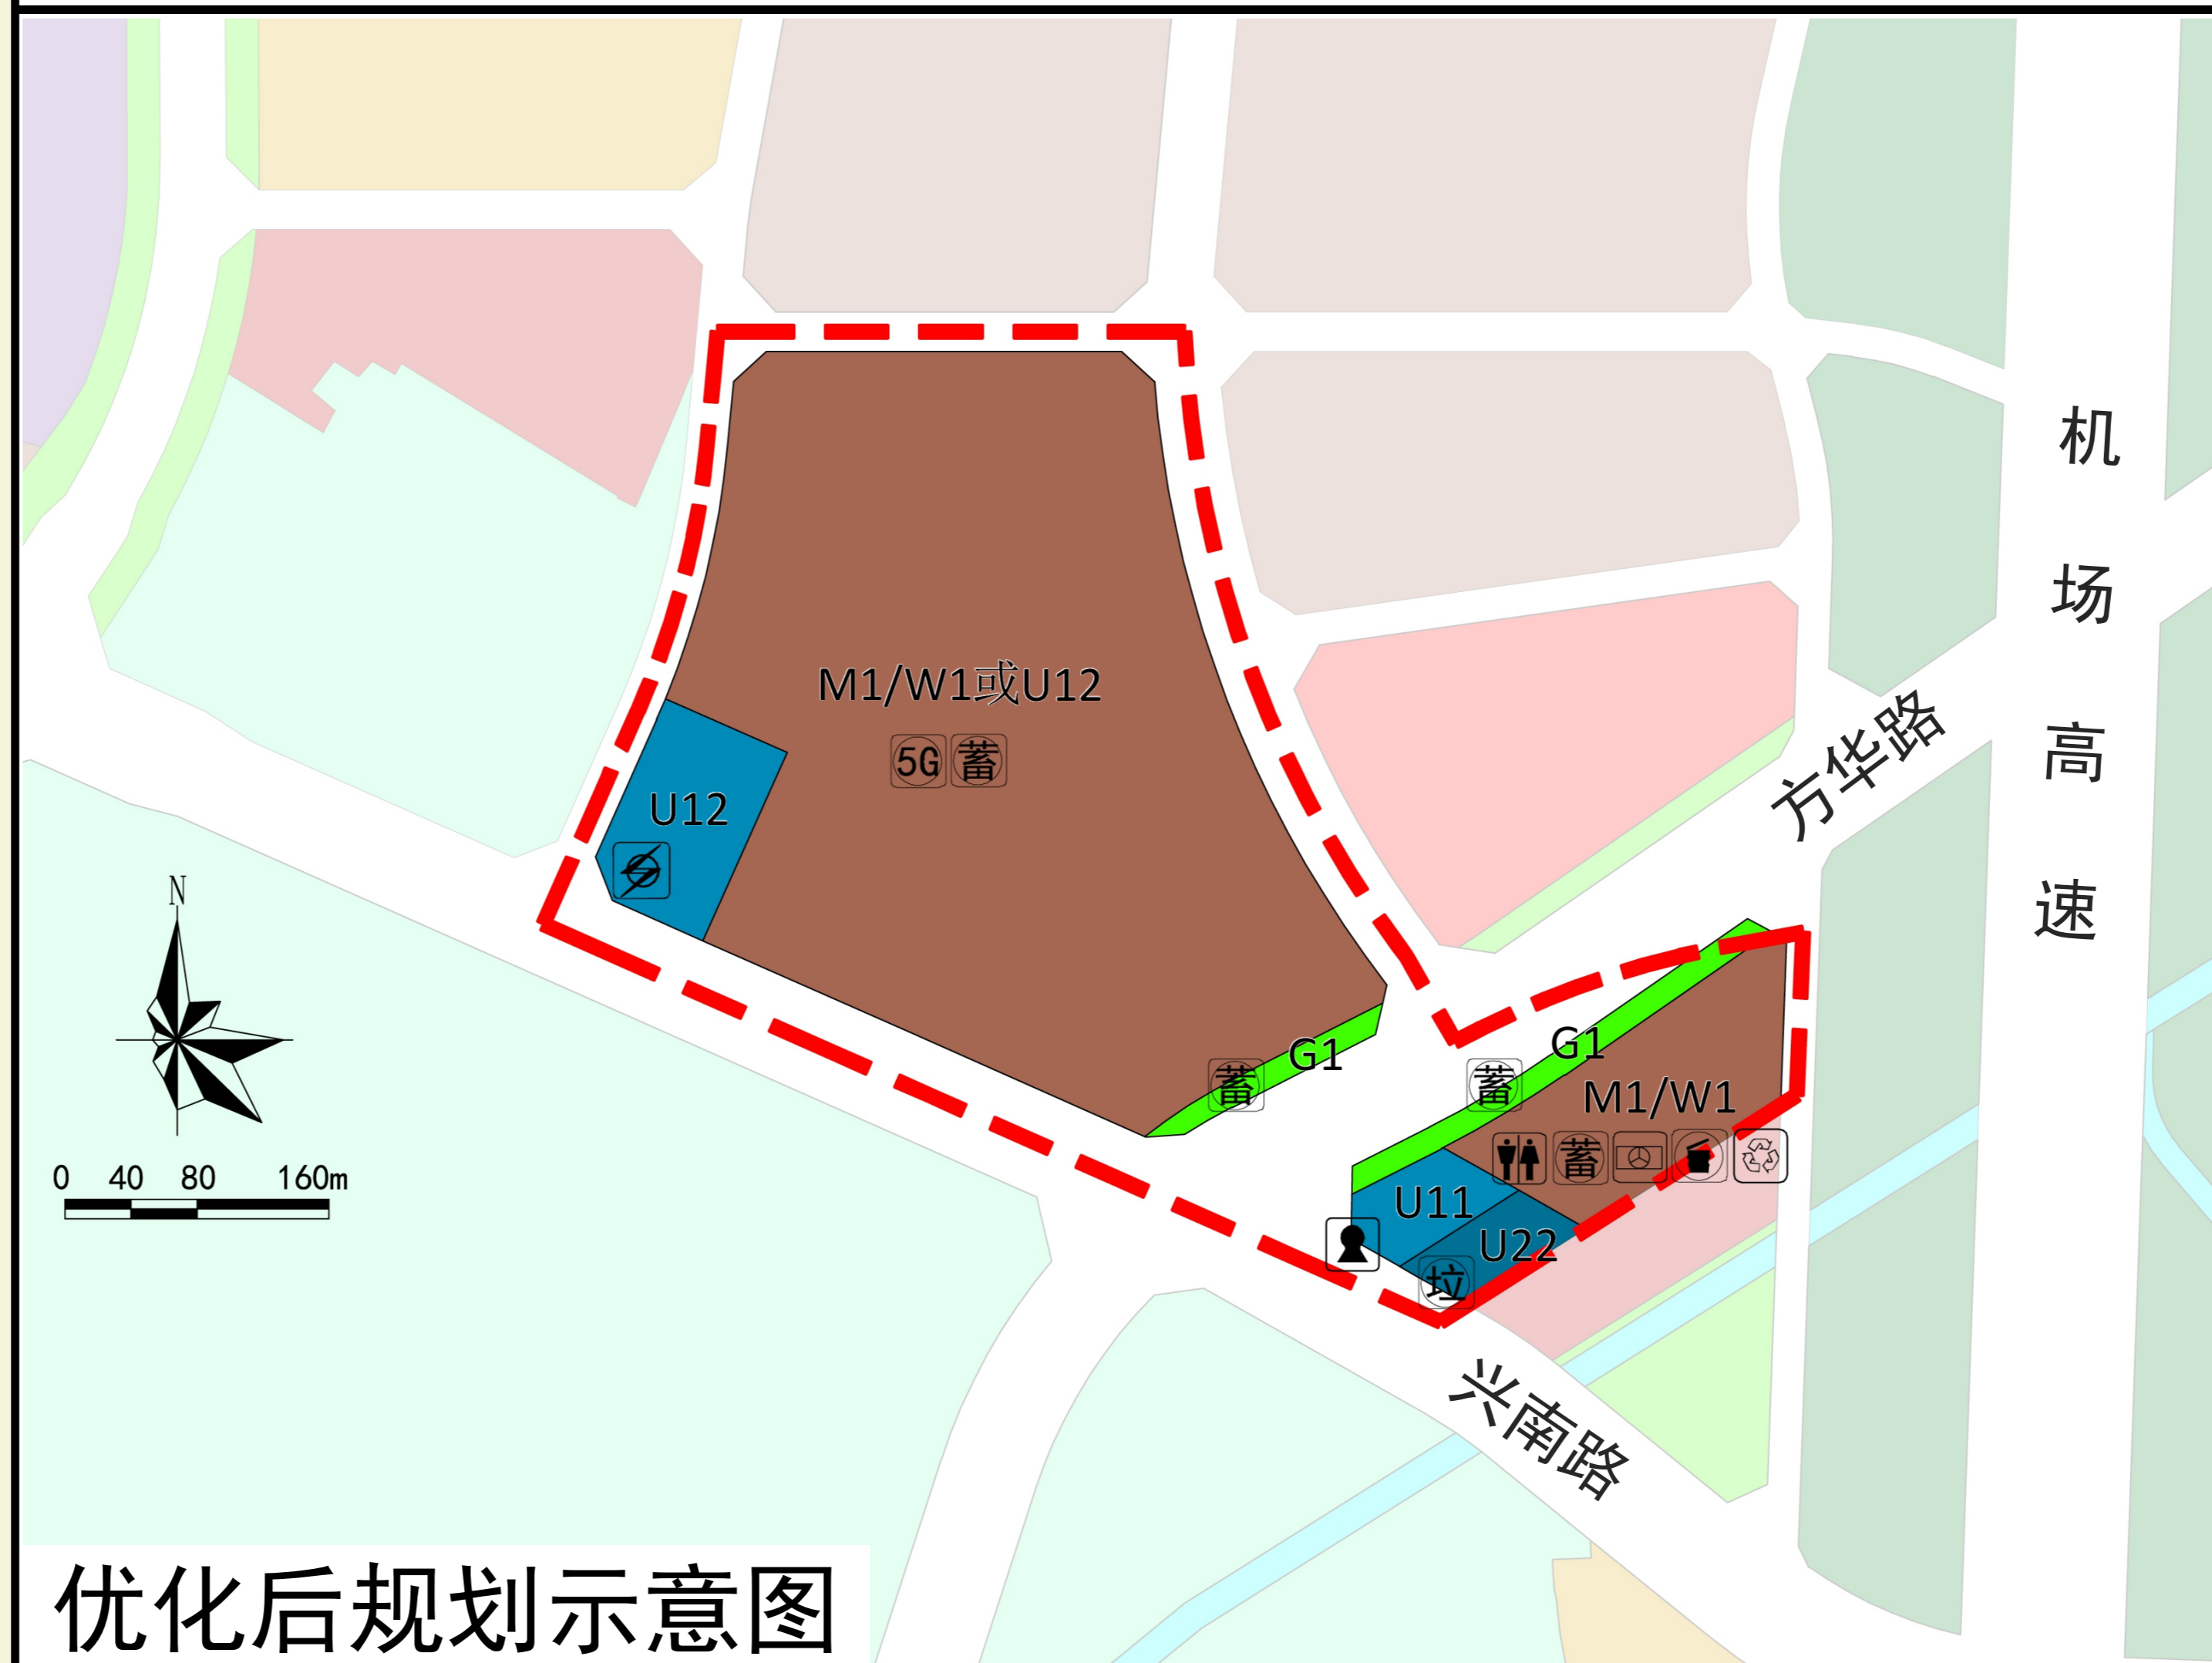 机场高速
M1/W1或U12
5G 蓄
方华路
U12
N
0 40 80 160m
G1
蓄
G1
蓄
M1/W1
蓄
U11
U22
垃
兴南路
优化后规划示意图